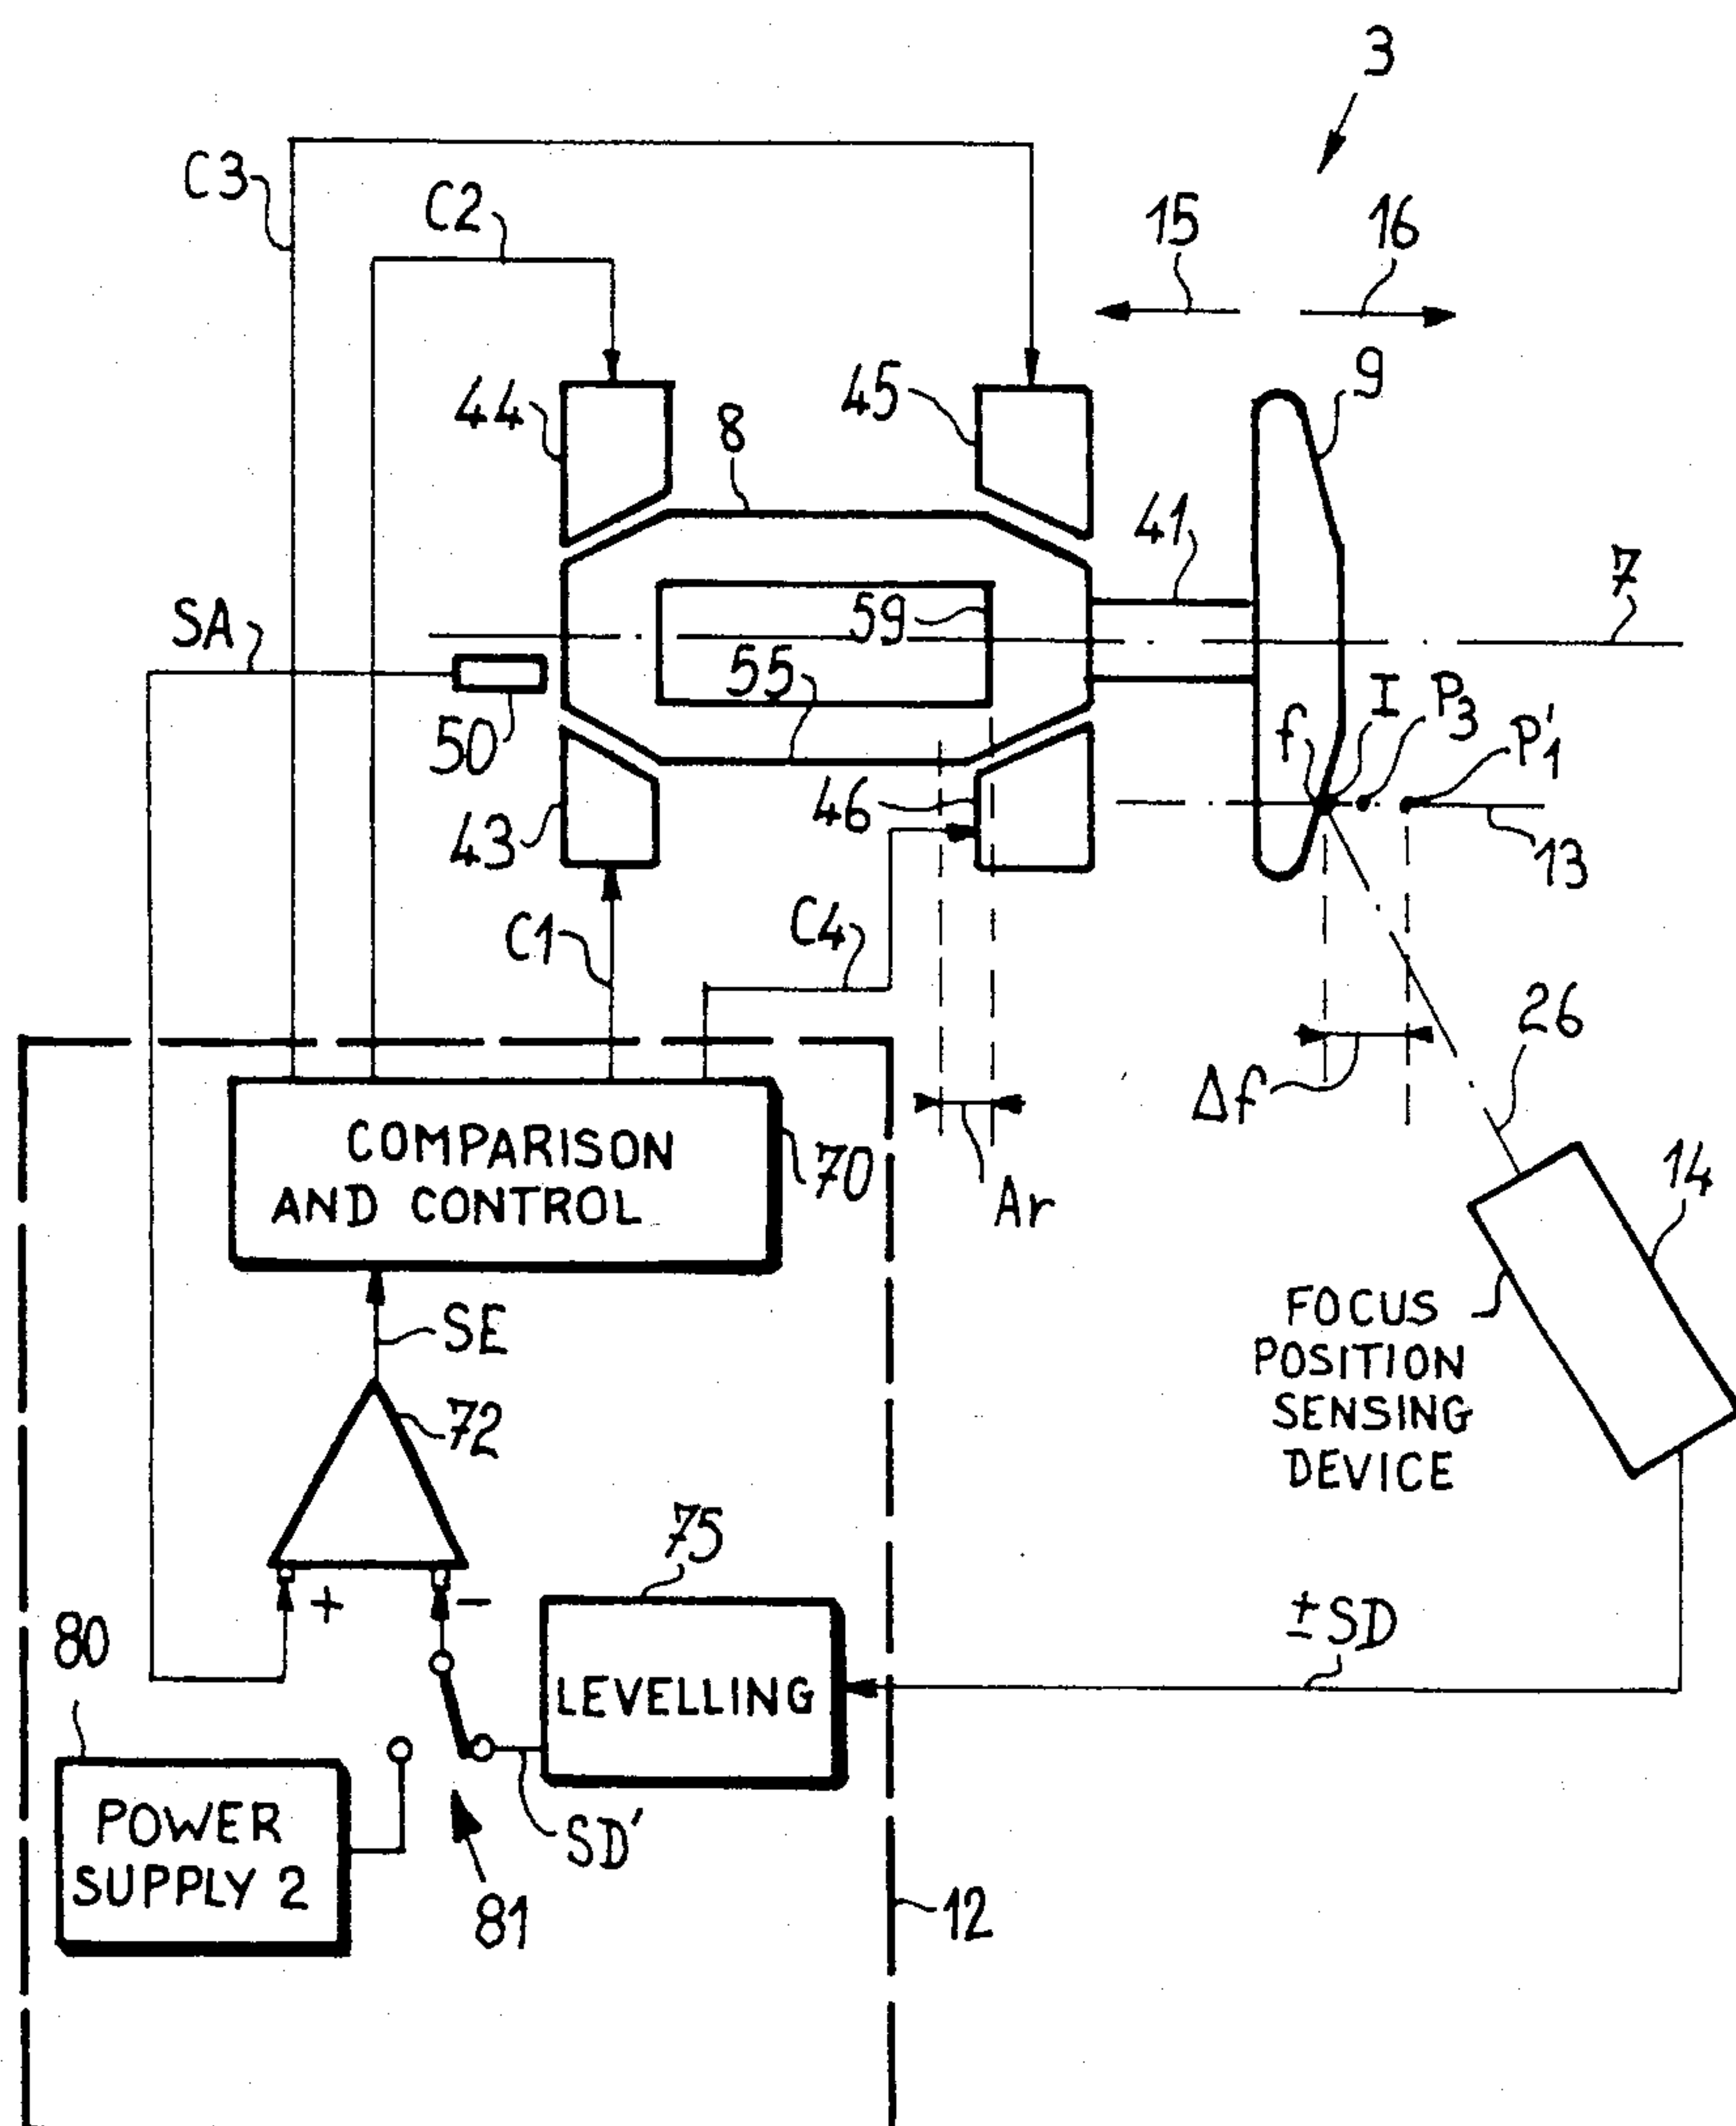 3
C3
C2
15
16
44
8
45
9
41
7
SA
59
55
f
I
P3
P'1
50
46
43
13
C1
C4
26
Δf
COMPARISON
AND CONTROL
70
Ar
14
SE
FOCUS
POSITION
SENSING
DEVICE
72
75
+
-
80
±SD
LEVELLING
POWER
SUPPLY 2
SD'
81
12